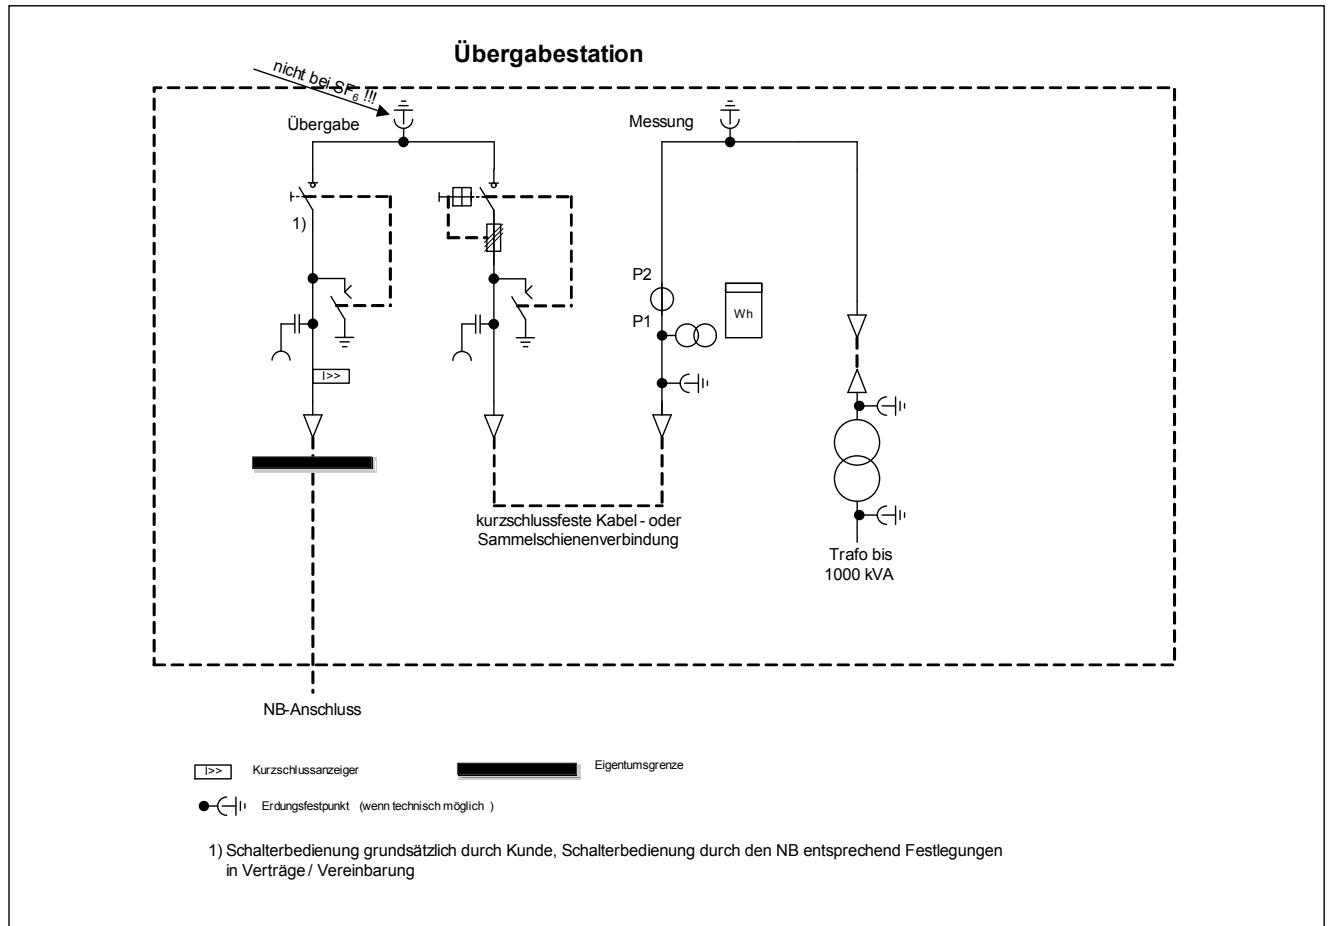 Übergabestation
nicht bei SF6 !!!
Übergabe
Messung
1)
P2
P1
Wh
I>>
kurzschlussfeste Kabel - oder
Sammelschienenverbindung
Trafo bis
1000 kVA
NB-Anschluss
I>> Kurzschlussanzeiger
Eigentumsgrenze
Erdungsfestpunkt (wenn technisch möglich )
1) Schalterbedienung grundsätzlich durch Kunde, Schalterbedienung durch den NB entsprechend Festlegungen
in Verträge / Vereinbarung